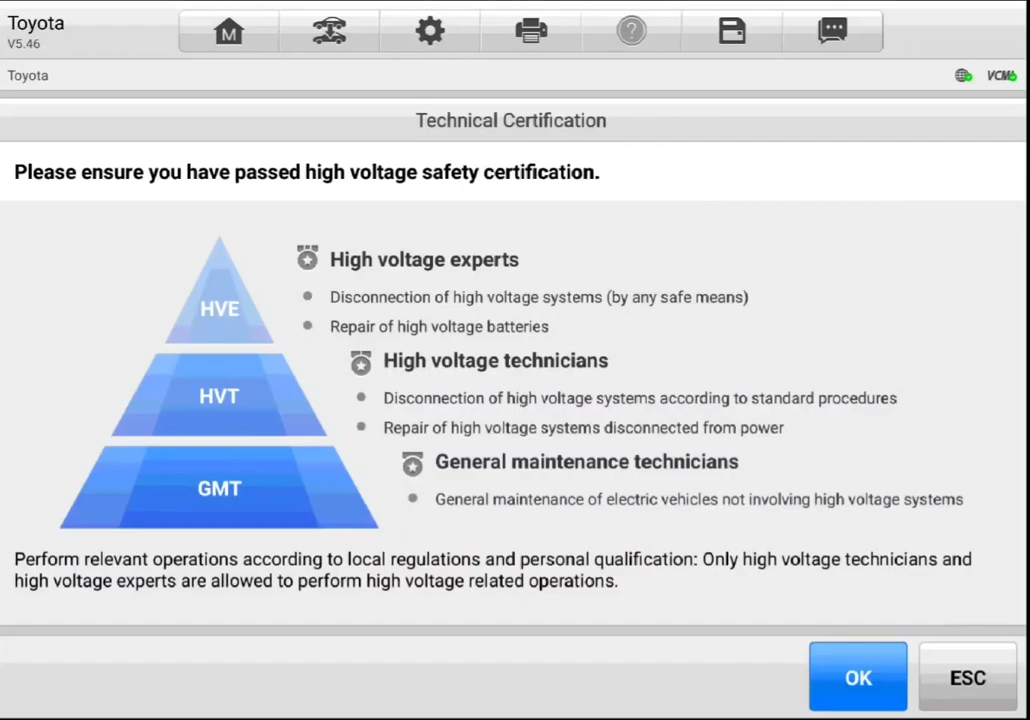 Toyota
V5.46
M
?
Toyota
VCM
Technical Certification
Please ensure you have passed high voltage safety certification.
HVE
High voltage experts
Disconnection of high voltage systems (by any safe means)
Repair of high voltage batteries
HVT
High voltage technicians
Disconnection of high voltage systems according to standard procedures
Repair of high voltage systems disconnected from power
GMT
General maintenance technicians
General maintenance of electric vehicles not involving high voltage systems
Perform relevant operations according to local regulations and personal qualification: Only high voltage technicians and
high voltage experts are allowed to perform high voltage related operations.
OK
ESC